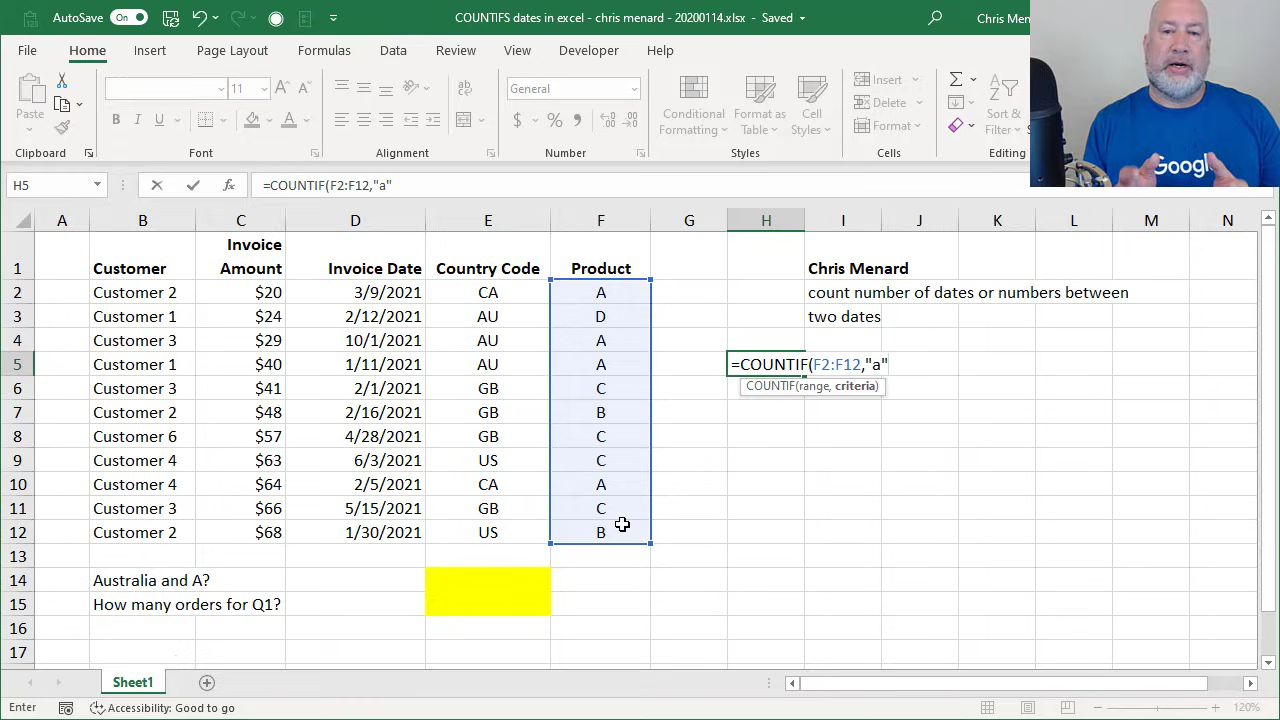 AutoSave On COUNTIFS dates in excel - chris menard - 20200114.xlsx - Saved Chris Men
File Home Insert Page Layout Formulas Data Review View Developer Help
Paste 11 General Conditional Formatting Format as Table Cell Styles Insert Delete Format Sort & Filter
Clipboard Font Alignment Number Styles Cells Editing
Google
H5 =COUNTIF(F2:F12,"a"
A B C D E F G H I J K L M N
1 Customer Invoice Amount Invoice Date Country Code Product Chris Menard
2 Customer 2 $20 3/9/2021 CA A count number of dates or numbers between
3 Customer 1 $24 2/12/2021 AU D two dates
4 Customer 3 $29 10/1/2021 AU A
5 Customer 1 $40 1/11/2021 AU A =COUNTIF(F2:F12,"a"
COUNTIF(range, criteria)
6 Customer 3 $41 2/1/2021 GB C
7 Customer 2 $48 2/16/2021 GB B
8 Customer 6 $57 4/28/2021 GB C
9 Customer 4 $63 6/3/2021 US C
10 Customer 4 $64 2/5/2021 CA A
11 Customer 3 $66 5/15/2021 GB C
12 Customer 2 $68 1/30/2021 US B
13
14 Australia and A?
15 How many orders for Q1?
16
17
Sheet1
Enter Accessibility: Good to go 120%